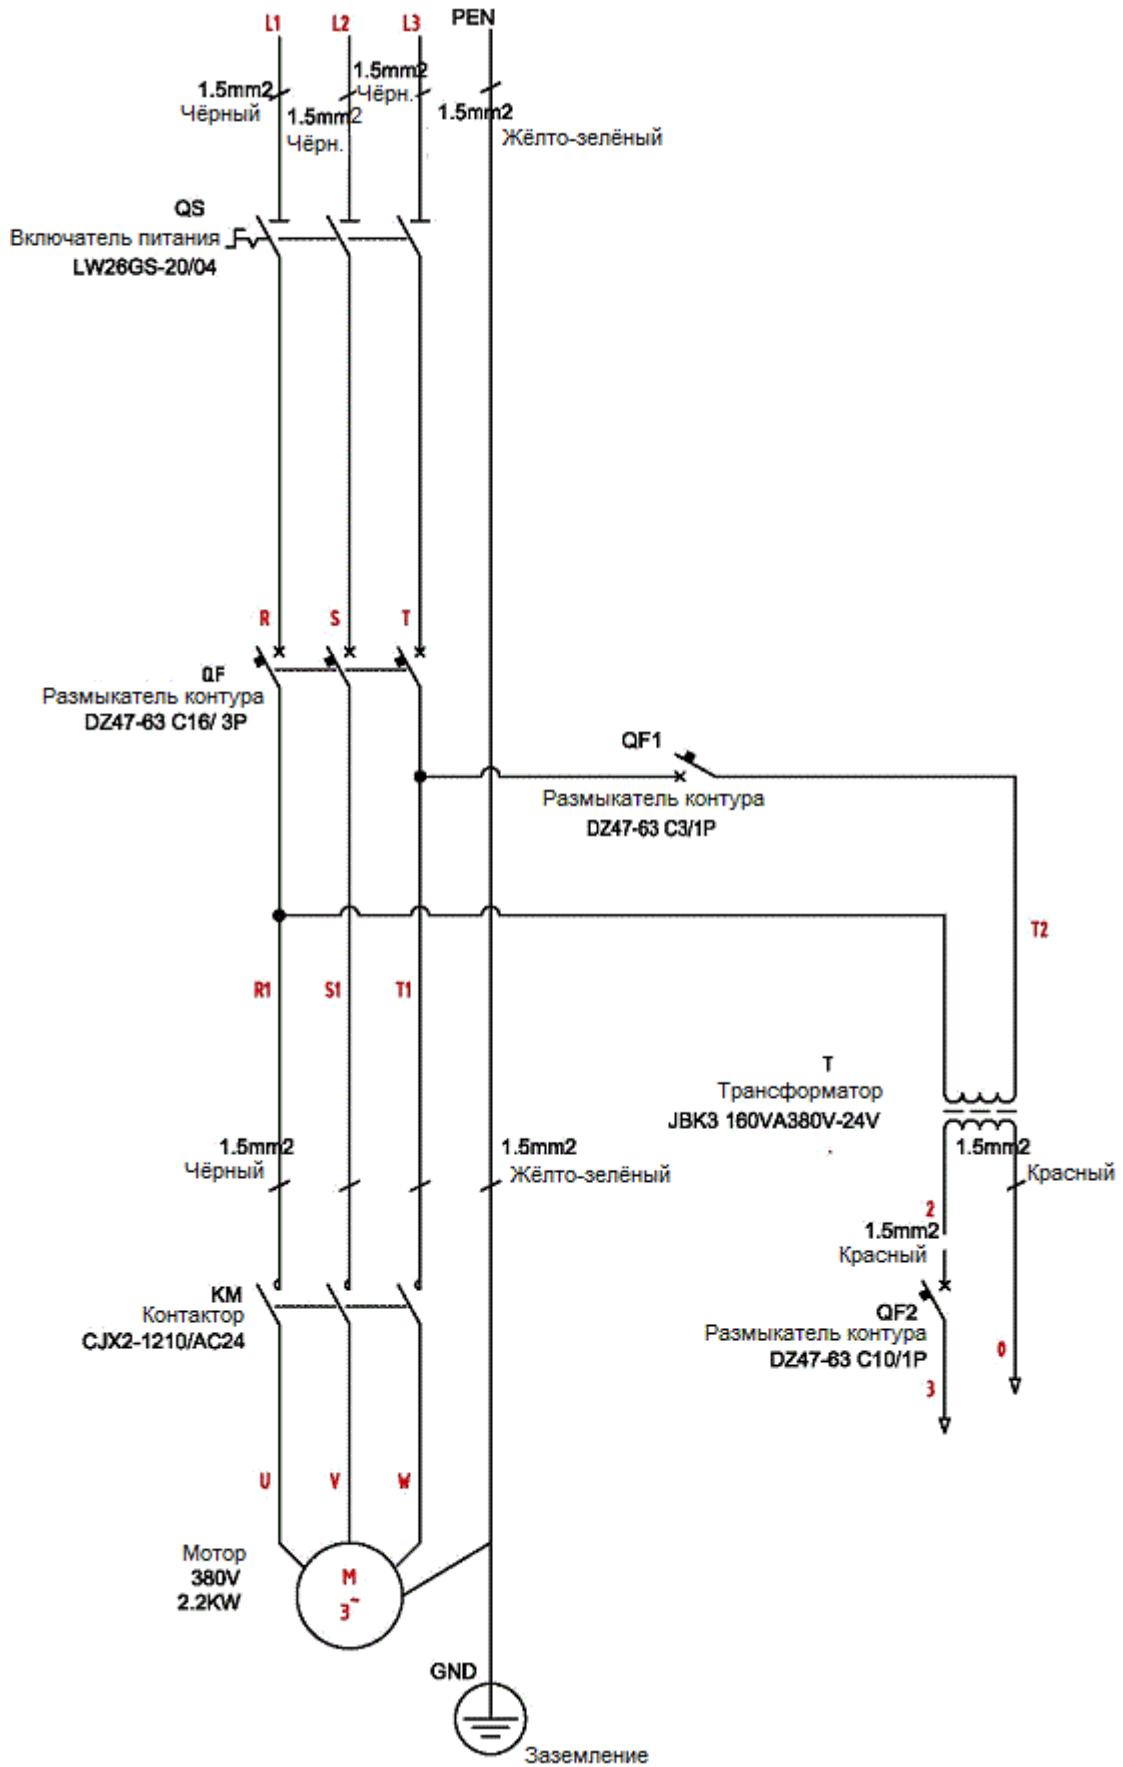 L1 L2 L3 PEN
1.5mm2
1.5mm2
Чёрн.
Чёрный
1.5mm2
Чёрн.
1.5mm2
Жёлто-зелёный
QS
Включатель питания
LW26GS-20/04
R S T
QF
Размыкатель контура
DZ47-63 C16/ 3P
QF1
Размыкатель контура
DZ47-63 C3/1P
T2
R1 S1 T1
T
Трансформатор
JBK3 160VA380V-24V
1.5mm2
Чёрный
1.5mm2
Жёлто-зелёный
1.5mm2
Красный
2
1.5mm2
Красный
KM
Контактор
CJX2-1210/AC24
QF2
Размыкатель контура
DZ47-63 C10/1P
0
3
U V W
Мотор
380V
2.2KW
M
3~
GND
Заземление